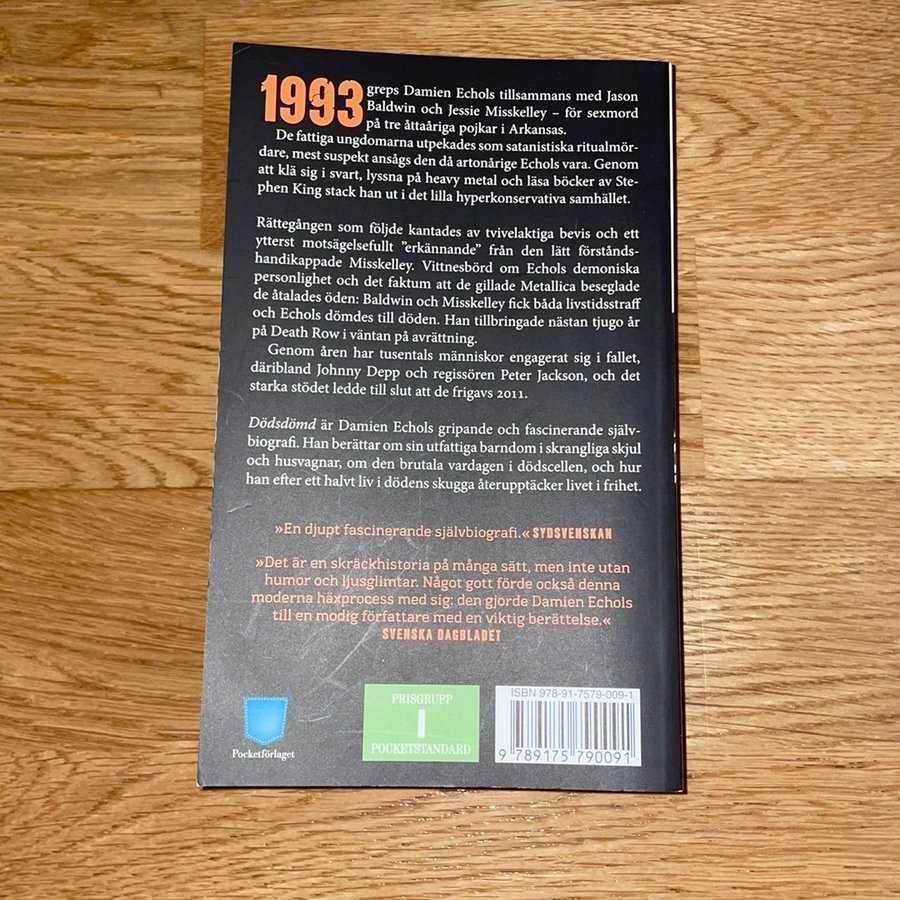 1993 greps Damien Echols tillsammans med Jason
Baldwin och Jessie Misskelley – för sexmord
på tre åttaåriga pojkar i Arkansas.
De fattiga ungdomarna utpekades som satanistiska ritualmör-
dare, mest suspekt ansågs den då artonårige Echols vara. Genom
att klä sig i svart, lyssna på heavy metal och läsa böcker av Ste-
phen King stack han ut i det lilla hyperkonservativa samhället.
Rättegången som följde kantades av tvivelaktiga bevis och ett
ytterst motsägelsefullt ”erkännande” från den lätt förstånds-
handikappade Misskelley. Vittnesbörd om Echols demoniska
personlighet och det faktum att de gillade Metallica beseglade
de åtalades öden: Baldwin och Misskelley fick båda livstidsstraff
och Echols dömdes till döden. Han tillbringade nästan tjugo år
på Death Row i väntan på avrättning.
Genom åren har tusentals människor engagerat sig i fallet,
däribland Johnny Depp och regissören Peter Jackson, och det
starka stödet ledde till slut att de frigavs 2011.
Dödsdömd är Damien Echols gripande och fascinerande själv-
biografi. Han berättar om sin utfattiga barndom i skrangliga skjul
och husvagnar, om den brutala vardagen i dödscellen, och hur
han efter ett halvt liv i dödens skugga återupptäcker livet i frihet.
»En djupt fascinerande självbiografi.« SYDSVENSKAN
»Det är en skräckhistoria på många sätt, men inte utan
humor och ljusglimtar. Något gott förde också denna
moderna häxprocess med sig: den gjorde Damien Echols
till en modig författare med en viktig berättelse.«
SVENSKA DAGBLADET
Pocketförlaget
PRISGRUPP
I
POCKETSTANDARD
ISBN 978-91-7579-009-1
9 789175 790091